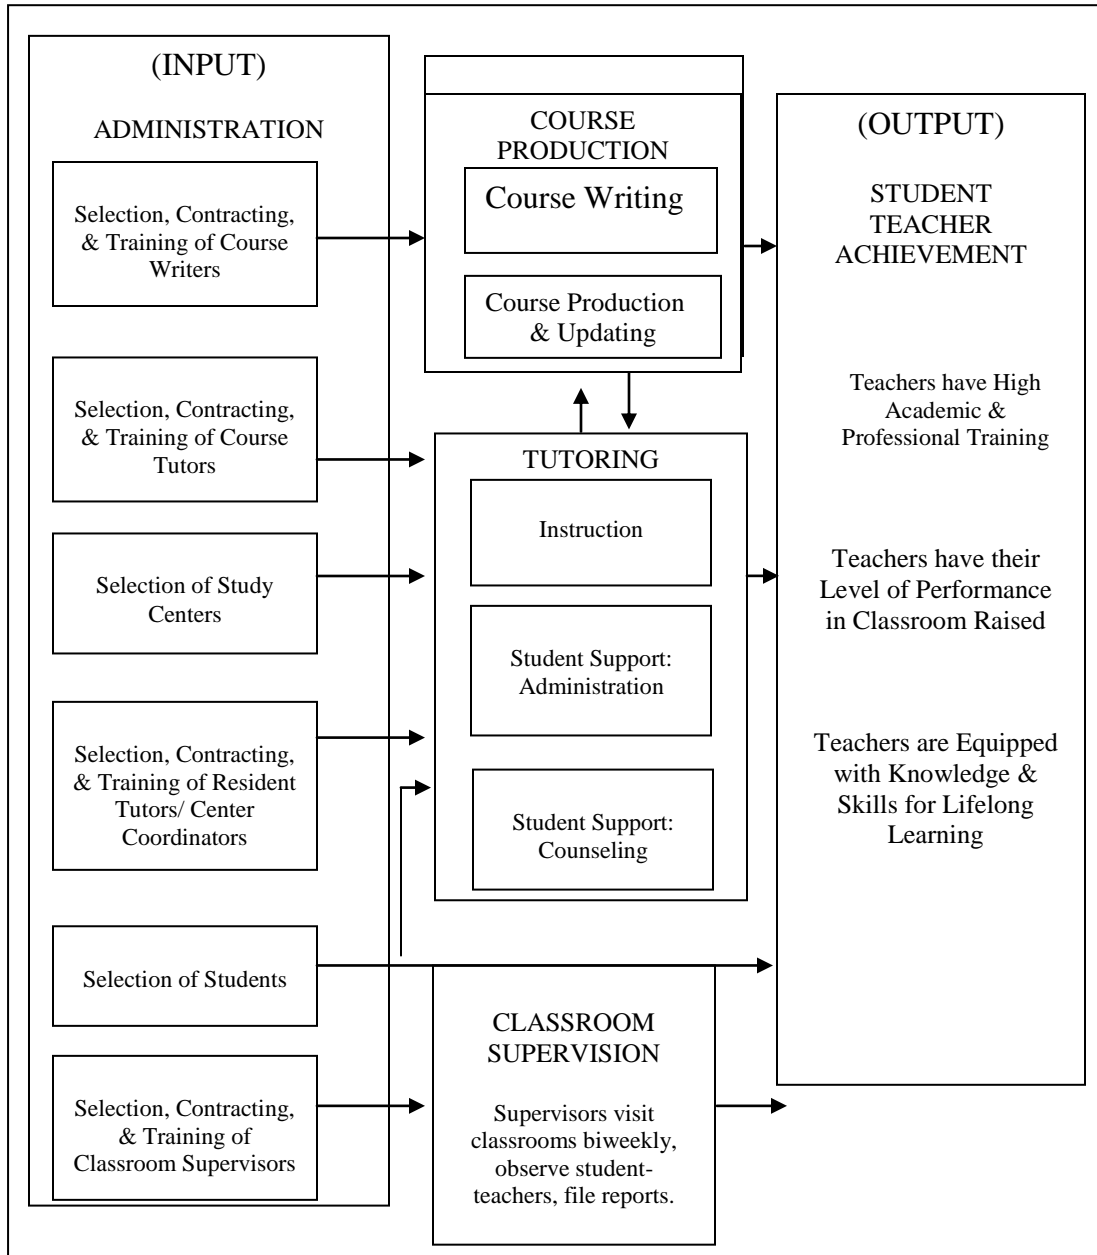 (INPUT)
ADMINISTRATION
Selection, Contracting,
& Training of Course
Writers
Selection, Contracting,
& Training of Course
Tutors
Selection of Study
Centers
Selection, Contracting,
& Training of Resident
Tutors/ Center
Coordinators
Selection of Students
Selection, Contracting,
& Training of
Classroom Supervisors
COURSE
PRODUCTION
Course Writing
Course Production
& Updating
TUTORING
Instruction
Student Support:
Administration
Student Support:
Counseling
CLASSROOM
SUPERVISION
Supervisors visit
classrooms biweekly,
observe student-
teachers, file reports.
(OUTPUT)
STUDENT
TEACHER
ACHIEVEMENT
Teachers have High
Academic &
Professional Training
Teachers have their
Level of Performance
in Classroom Raised
Teachers are Equipped
with Knowledge &
Skills for Lifelong
Learning